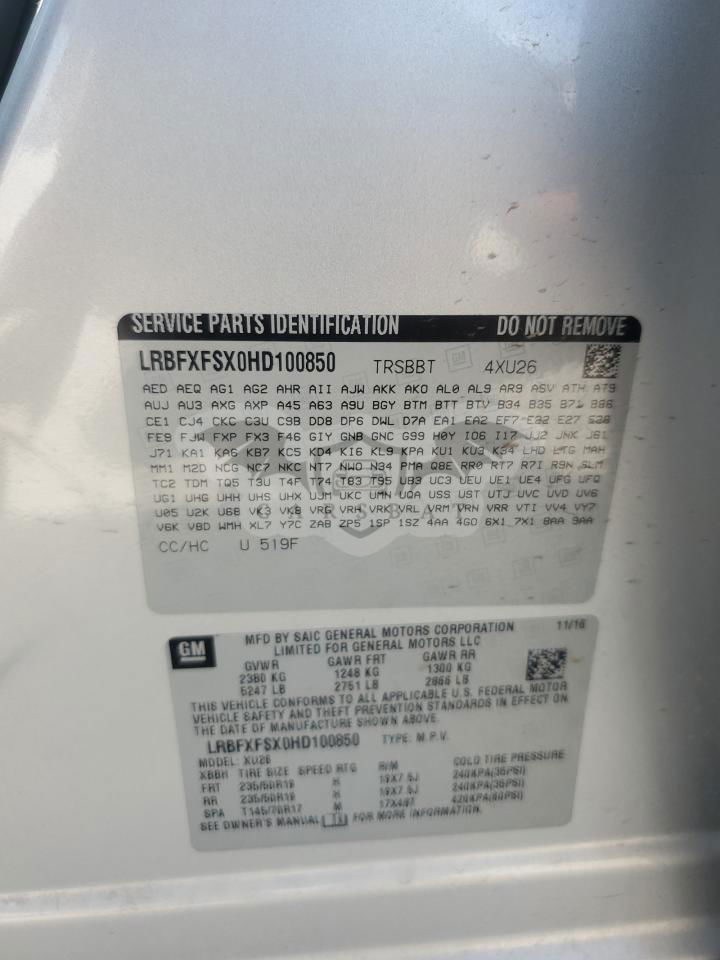 SERVICE PARTS IDENTIFICATION DO NOT REMOVE
LRBFXFSX0HD100850 TRSBBT 4XU26
AED AEQ AG1 AG2 AHR AII AJW AKK AKO AL0 AL9 AR9 ASV ATH AT9
AUJ AU3 AXG AXP A45 A63 A9U BGY BTM BTT BTV B34 B35 B71 B86
CE1 CJ4 CKC C3U C9B DD8 DP6 DWL D7A EA1 EA2 EF7 E22 E27 E38
FE9 FJW FXP FX3 F46 GIY GNB GNC G99 H0Y IO6 I17 JJ2 JNK J61
J71 KA1 KA6 KB7 KC5 KD4 KI6 KL9 KPA KU1 KU3 K34 LHD LTG MAH
MM1 M2D NCG NC7 NKC NT7 NWO N34 PMA Q8E RR0 RT7 R7I R9N SLM
TC2 TDM TQ5 T3U T4F T74 T83 T95 UB3 UC3 UEU UE1 UE4 UFG UFQ
UG1 UHG UHH UHS UHX UJM UKC UMN UQA USS UST UTJ UVC UVD UV6
U05 U2K U68 VK3 VK8 VRG VRH VRK VRL VRM VRN VRR VTI VV4 VY7
V6K V8D WMH XL7 Y7C ZAB ZP5 1SP 1SZ 4AA 4G0 6X1 7X1 8AA 9AA
CC/HC U 519F
CARSBAT
GM
MFD BY SAIC GENERAL MOTORS CORPORATION 11/16
LIMITED FOR GENERAL MOTORS LLC
GVWR GAWR FRT GAWR RR
2380 KG 1248 KG 1300 KG
5247 LB 2751 LB 2866 LB
THIS VEHICLE CONFORMS TO ALL APPLICABLE U.S. FEDERAL MOTOR
VEHICLE SAFETY AND THEFT PREVENTION STANDARDS IN EFFECT ON
THE DATE OF MANUFACTURE SHOWN ABOVE.
LRBFXFSX0HD100850 TYPE: M.P.V.
MODEL: XU26
TIRE SIZE SPEED RTG RIM COLD TIRE PRESSURE
FRT 235/50R19 H 19X7.5J 240KPA(35PSI)
RR 235/50R19 H 19X7.5J 240KPA(35PSI)
SPA T145/70R17 M 17X4 420KPA(60PSI)
SEE OWNER'S MANUAL FOR MORE INFORMATION.